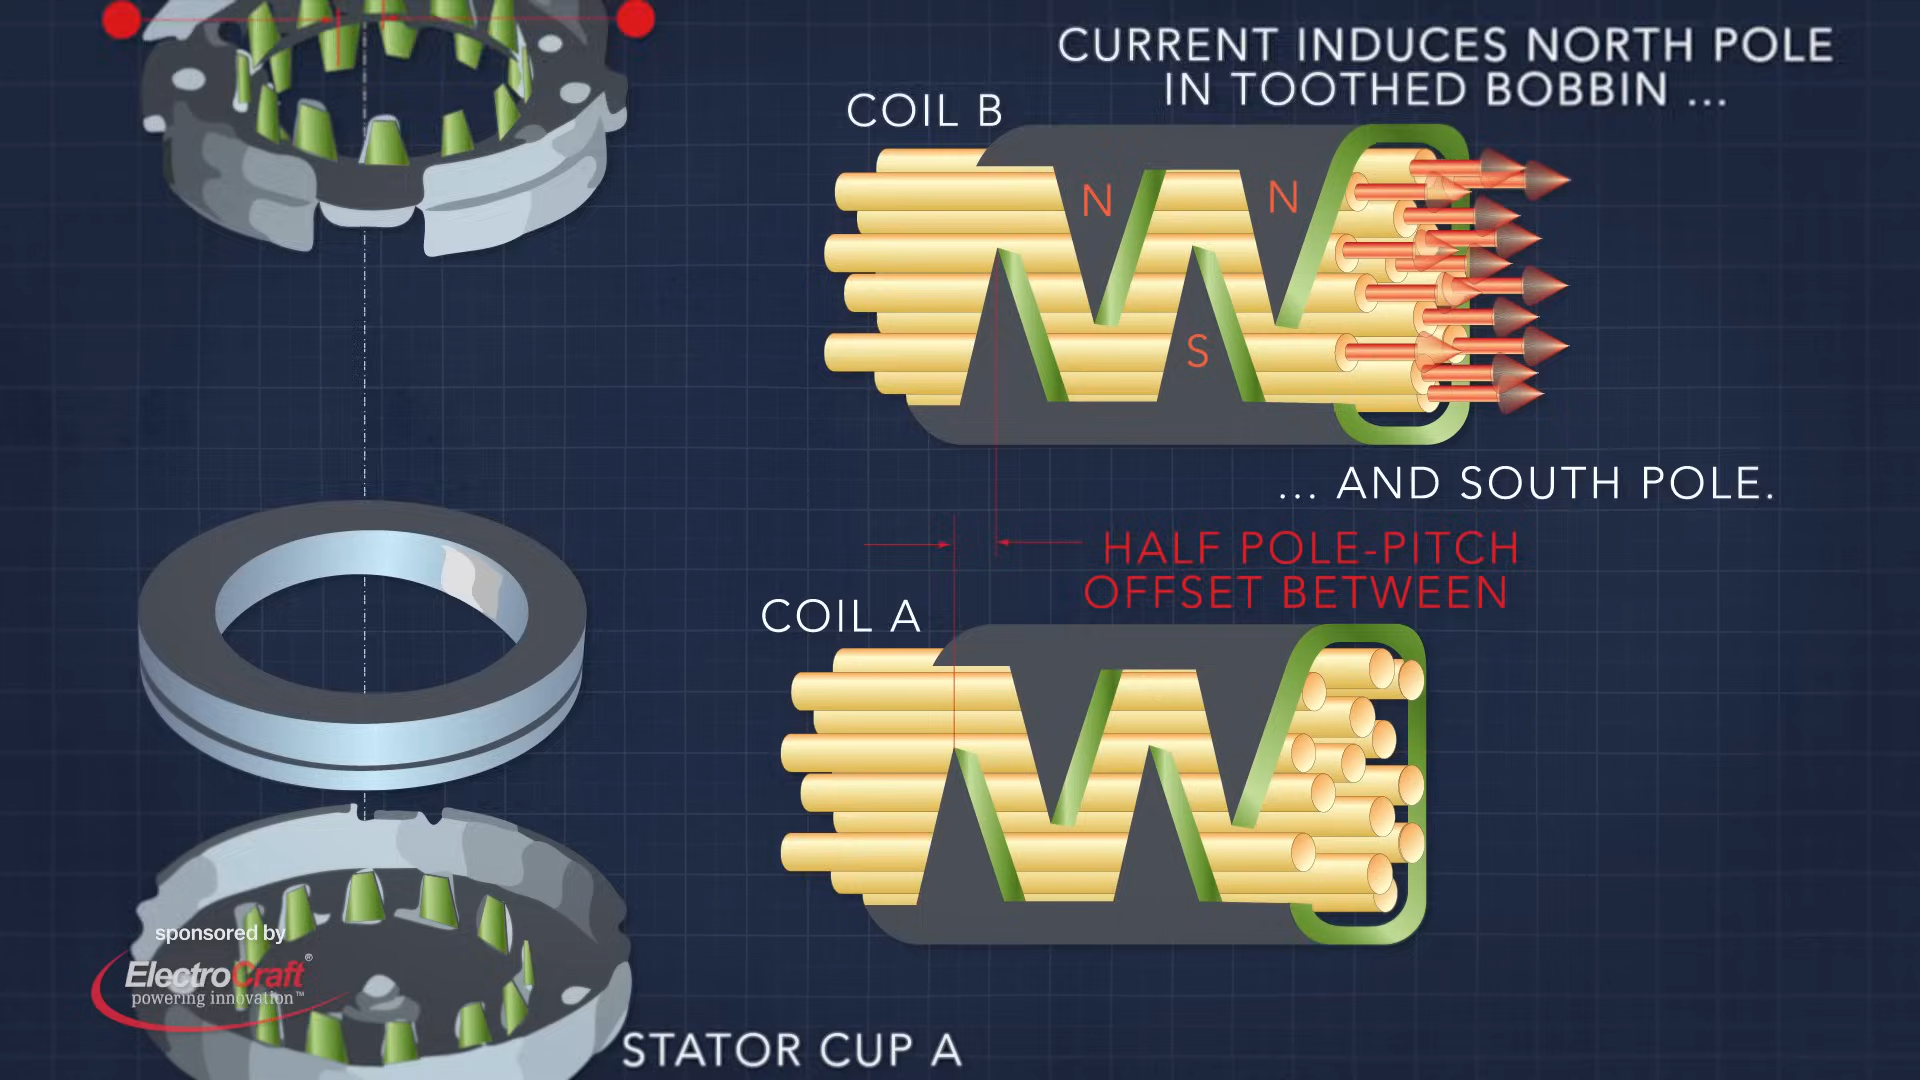 CURRENT INDUCES NORTH POLE
IN TOOTHED BOBBIN ...
COIL B
N
N
S
... AND SOUTH POLE.
HALF POLE-PITCH
OFFSET BETWEEN
COIL A
sponsored by
ElectroCraft®
powering innovation™
STATOR CUP A